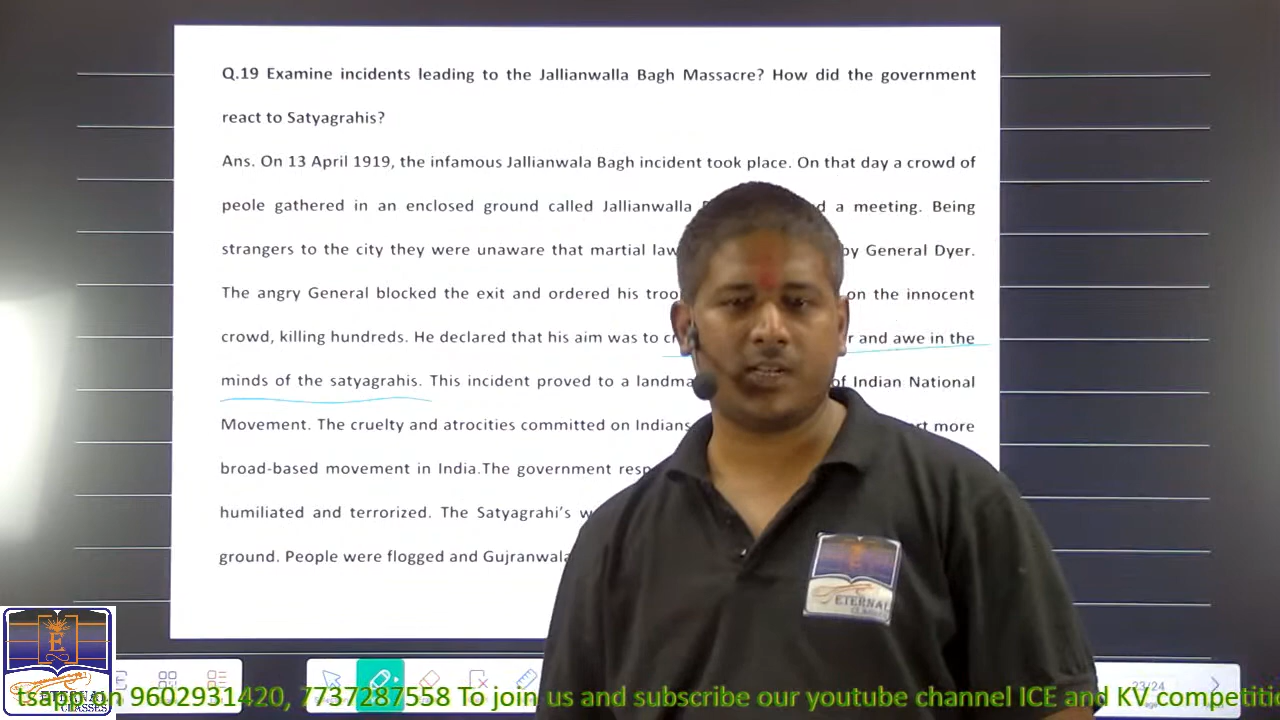 Q.19 Examine incidents leading to the Jallianwalla Bagh Massacre? How did the government
react to Satyagrahis?
Ans. On 13 April 1919, the infamous Jallianwala Bagh incident took place. On that day a crowd of
peole gathered in an enclosed ground called Jallianwalla d a meeting. Being
strangers to the city they were unaware that martial law by General Dyer.
The angry General blocked the exit and ordered his on the innocent
crowd, killing hundreds. He declared that his aim was to and awe in the
minds of the satyagrahis. This incident proved to a of Indian National
Movement. The cruelty and atrocities committed on Indians more
broad-based movement in India.The government
humiliated and terrorized. The Satyagrahi's
ground. People were flogged and Gujranwala
E
ETERNAL
CLASSES
ETERNAL
CLASSES
23/24
tsapp on 9602931420, 7737287558 To join us and subscribe our youtube channel ICE and KV competiti